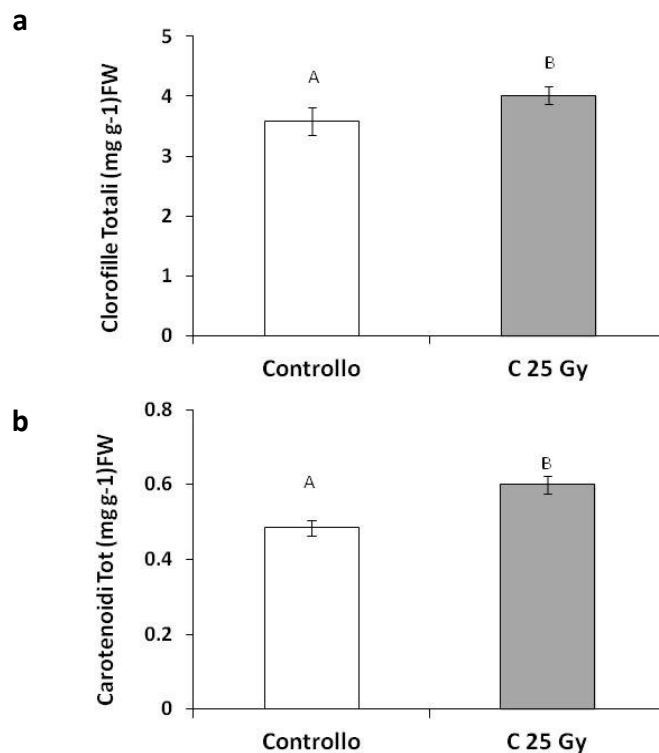 a
Clorofille Totali (mg g-1)FW
5
4
3
2
1
0
A
B
Controllo
C 25 Gy
b
Carotenoidi Tot (mg g-1)FW
0.8
0.6
0.4
0.2
0
A
B
Controllo
C 25 Gy